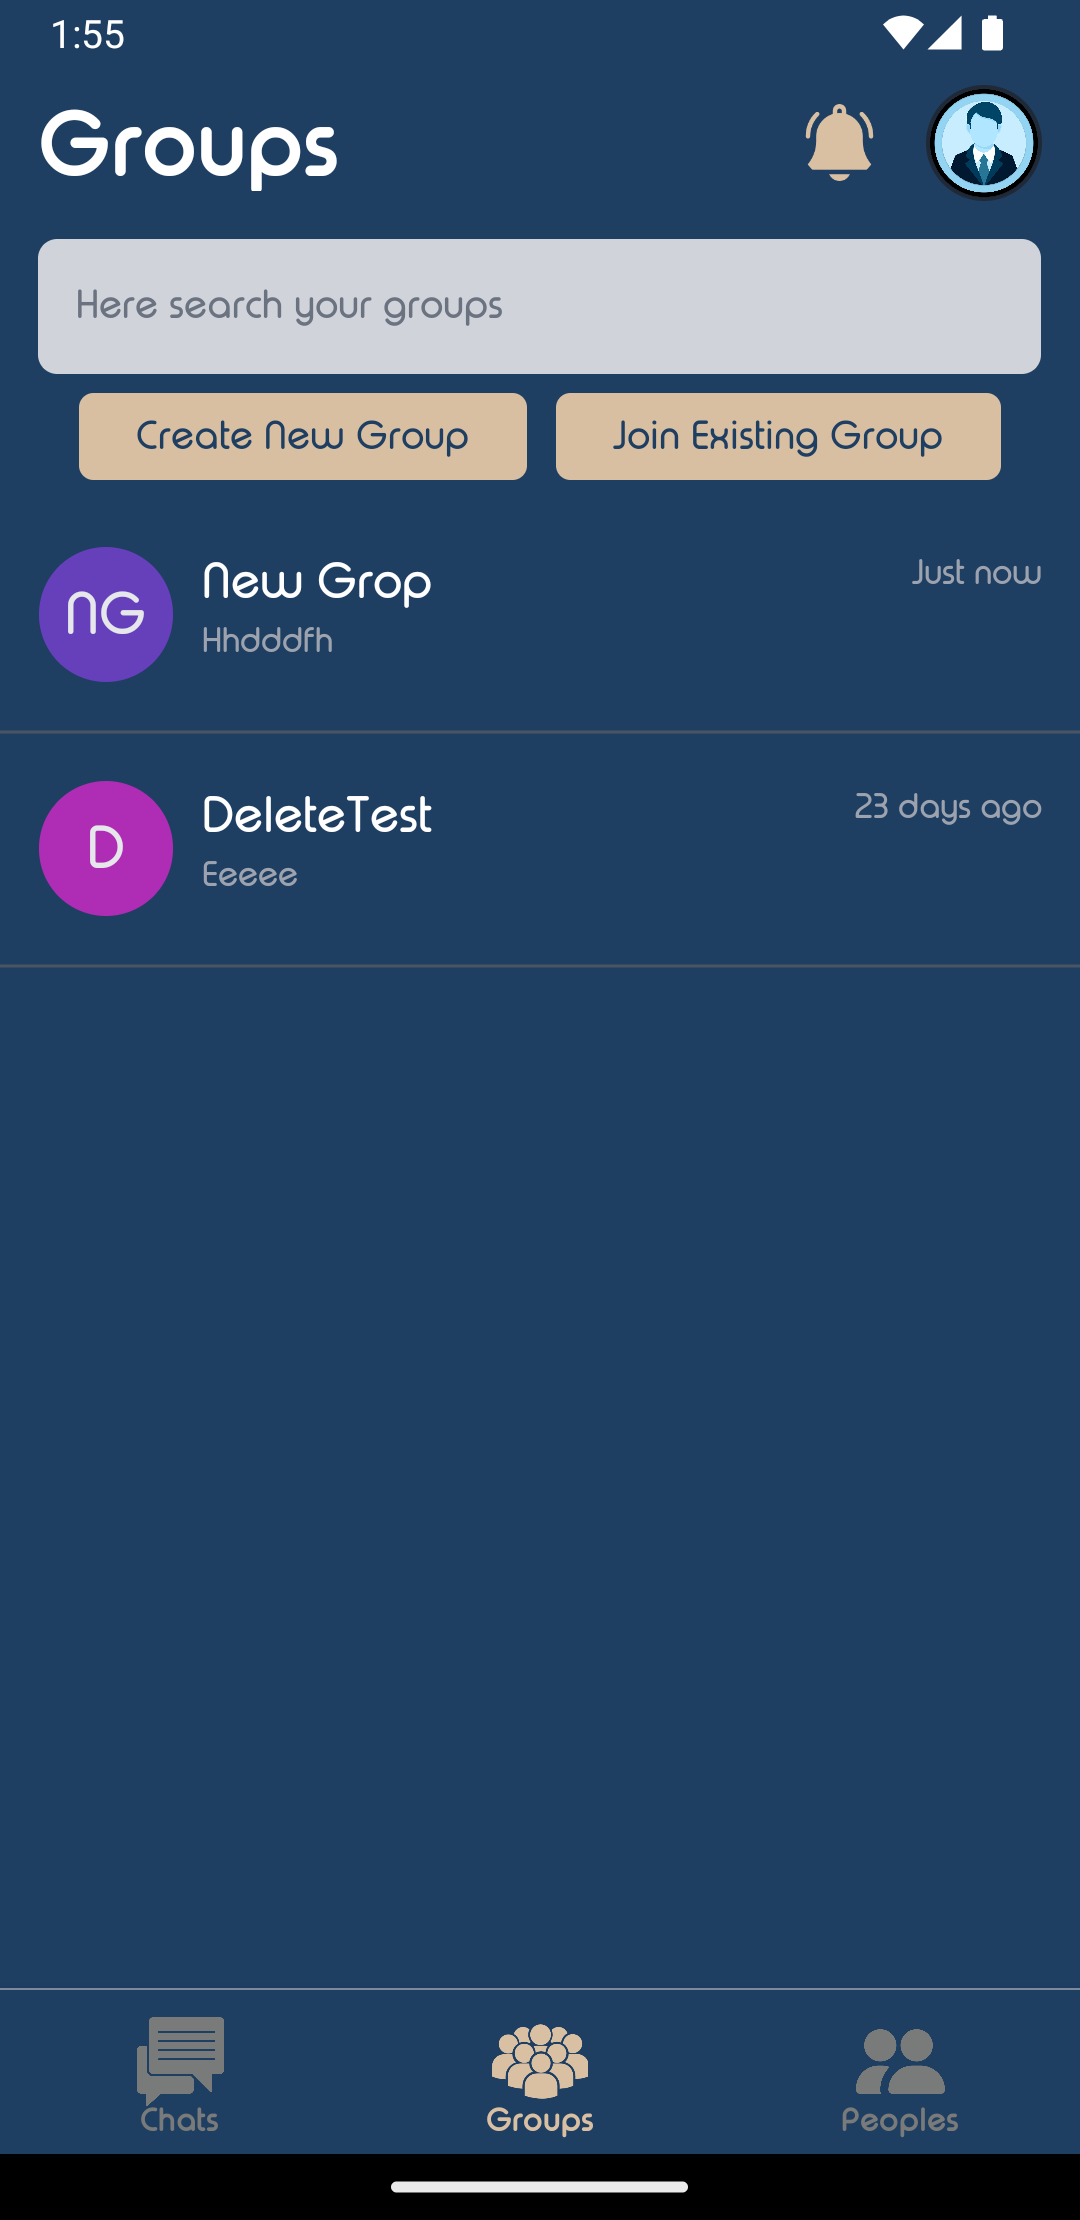 1:55
Groups
Here search your groups
Create New Group
Join Existing Group
NG
New Grop
Just now
Hhdddfh
D
DeleteTest
23 days ago
Eeeee
Chats
Groups
Peoples